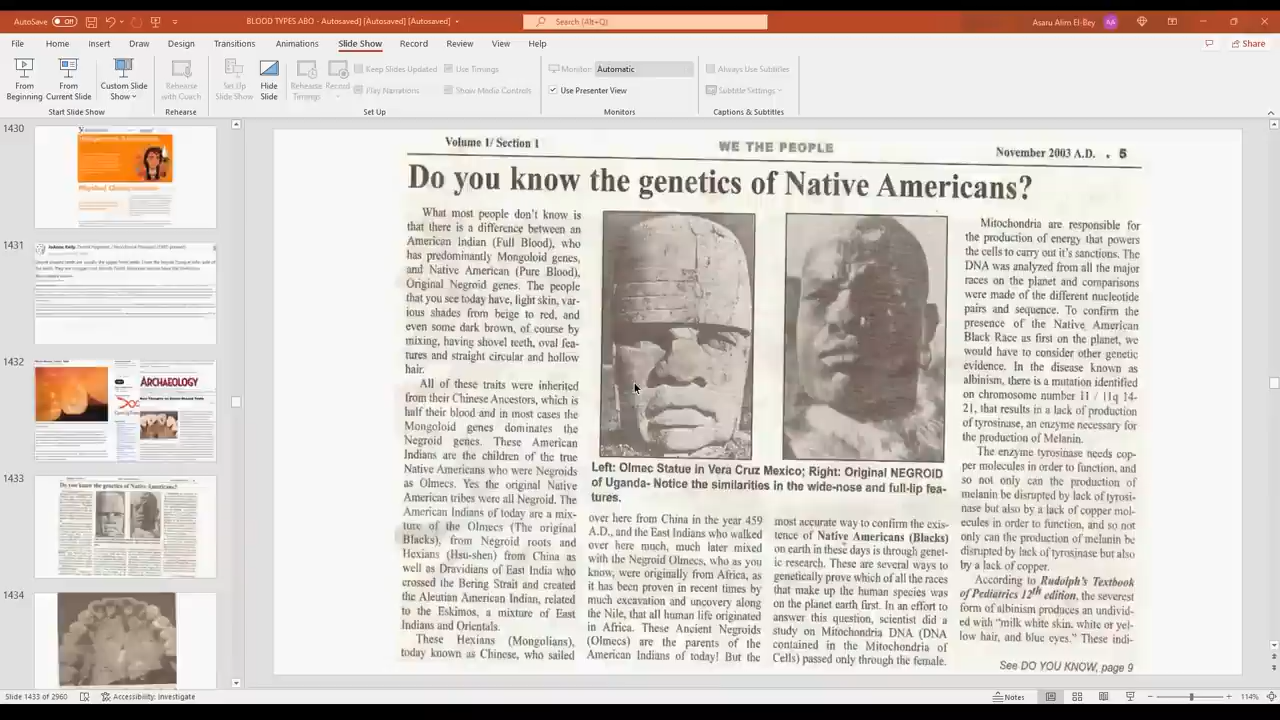 AutoSave Off
BLOOD TYPES ABO - Autosaved] [Autosaved] [Autosaved]
Search (Alt+Q)
Asaru Alim El-Bey
AA
File Home Insert Draw Design Transitions Animations Slide Show Record Review View Help
Share
From Beginning
From Current Slide
Custom Slide Show
Rehearse with Coach
Set Up Slide Show
Hide Slide
Rehearse Timings
Record
Keep Slides Updated
Play Narrations
Use Timings
Show Media Controls
Monitor: Automatic
Use Presenter View
Always Use Subtitles
Subtitle Settings
Start Slide Show
Rehearse
Set Up
Monitors
Captions & Subtitles
1430
1431
1432
ARCHAEOLOGY
1433
Do you know the genetics of Native Americans?
1434
Volume 1/ Section 1
WE THE PEOPLE
November 2003 A.D. . 5
Do you know the genetics of Native Americans?
What most people don't know is
that there is a difference between an
American Indian (Full Blood), who
has predominantly Mongoloid genes,
and Native American (Pure Blood),
Original Negroid genes. The people
that you see today have, light skin, var-
ious shades from beige to red, and
even some dark brown, of course by
mixing, having shovel teeth, oval fea-
tures and straight circular and hollow
hair.
All of these traits were inherited
from their Chinese Ancestors, which is
half their blood and in most cases the
Mongoloid genes dominates the
Negroid genes. These American
Indians are the children of the true
Native Americans who were Negroids
as Olmecs. Yes the original Native
American tribes were all Negroid. The
American Indians of today are a mix-
ture of the Olmecs (The original
Blacks), from Negroid roots and
Hexians (Hsu-shen) from China as
well as Dravidians of East India who
crossed the Bering Strait and created
the Aleutian American Indian, related
to the Eskimos, a mixture of East
Indians and Orientals.
These Hexians (Mongolians),
today known as Chinese, who sailed
Left: Olmec Statue in Vera Cruz Mexico; Right: Original NEGROID
of Uganda- Notice the similarities in the wide-nose and full-lip fea-
tures.
over here from China in the year 459
A.D., and the East Indians who walked
over here much, much later mixed
with the Negroid Olmecs, who as you
know, were originally from Africa, as
it has been proven in recent times by
much excavation and uncovery along
the Nile, that all human life originated
in Africa. These Ancient Negroids
(Olmecs) are the parents of the
American Indians of today! But the
most accurate way to confirm the exis-
tence of Native Americans (Blacks)
on earth in these days is through genet-
ic research. These are several ways to
genetically prove which of all the races
that make up the human species was
on the planet earth first. In an effort to
answer this question, scientist did a
study on Mitochondria DNA (DNA
contained in the Mitochondria of
Cells) passed only through the female.
Mitochondria are responsible for
the production of energy that powers
the cells to carry out it's sanctions. The
DNA was analyzed from all the major
races on the planet and comparisons
were made of the different nucleotide
pairs and sequence. To confirm the
presence of the Native American
Black Race as first on the planet, we
would have to consider other genetic
evidence. In the disease known as
albinism, there is a mutation identified
on chromosome number 11 / 11q 14-
21, that results in a lack of production
of tyrosinase, an enzyme necessary for
the production of Melanin.
The enzyme tyrosinase needs cop-
per molecules in order to function, and
so not only can the production of
melanin be disrupted by lack of tyrosi-
nase but also by a lack of copper mol-
ecules in order to function, and so not
only can the production of melanin be
disrupted by lack of tyrosinase but also
by a lack of copper.
According to Rudolph's Textbook
of Pediatrics 12th edition, the severest
form of albinism produces an individ-
ed with "milk white skin, white or yel-
low hair, and blue eyes." These indi-
See DO YOU KNOW, page 9
Slide 1433 of 2960
Accessibility: Investigate
Notes
114%